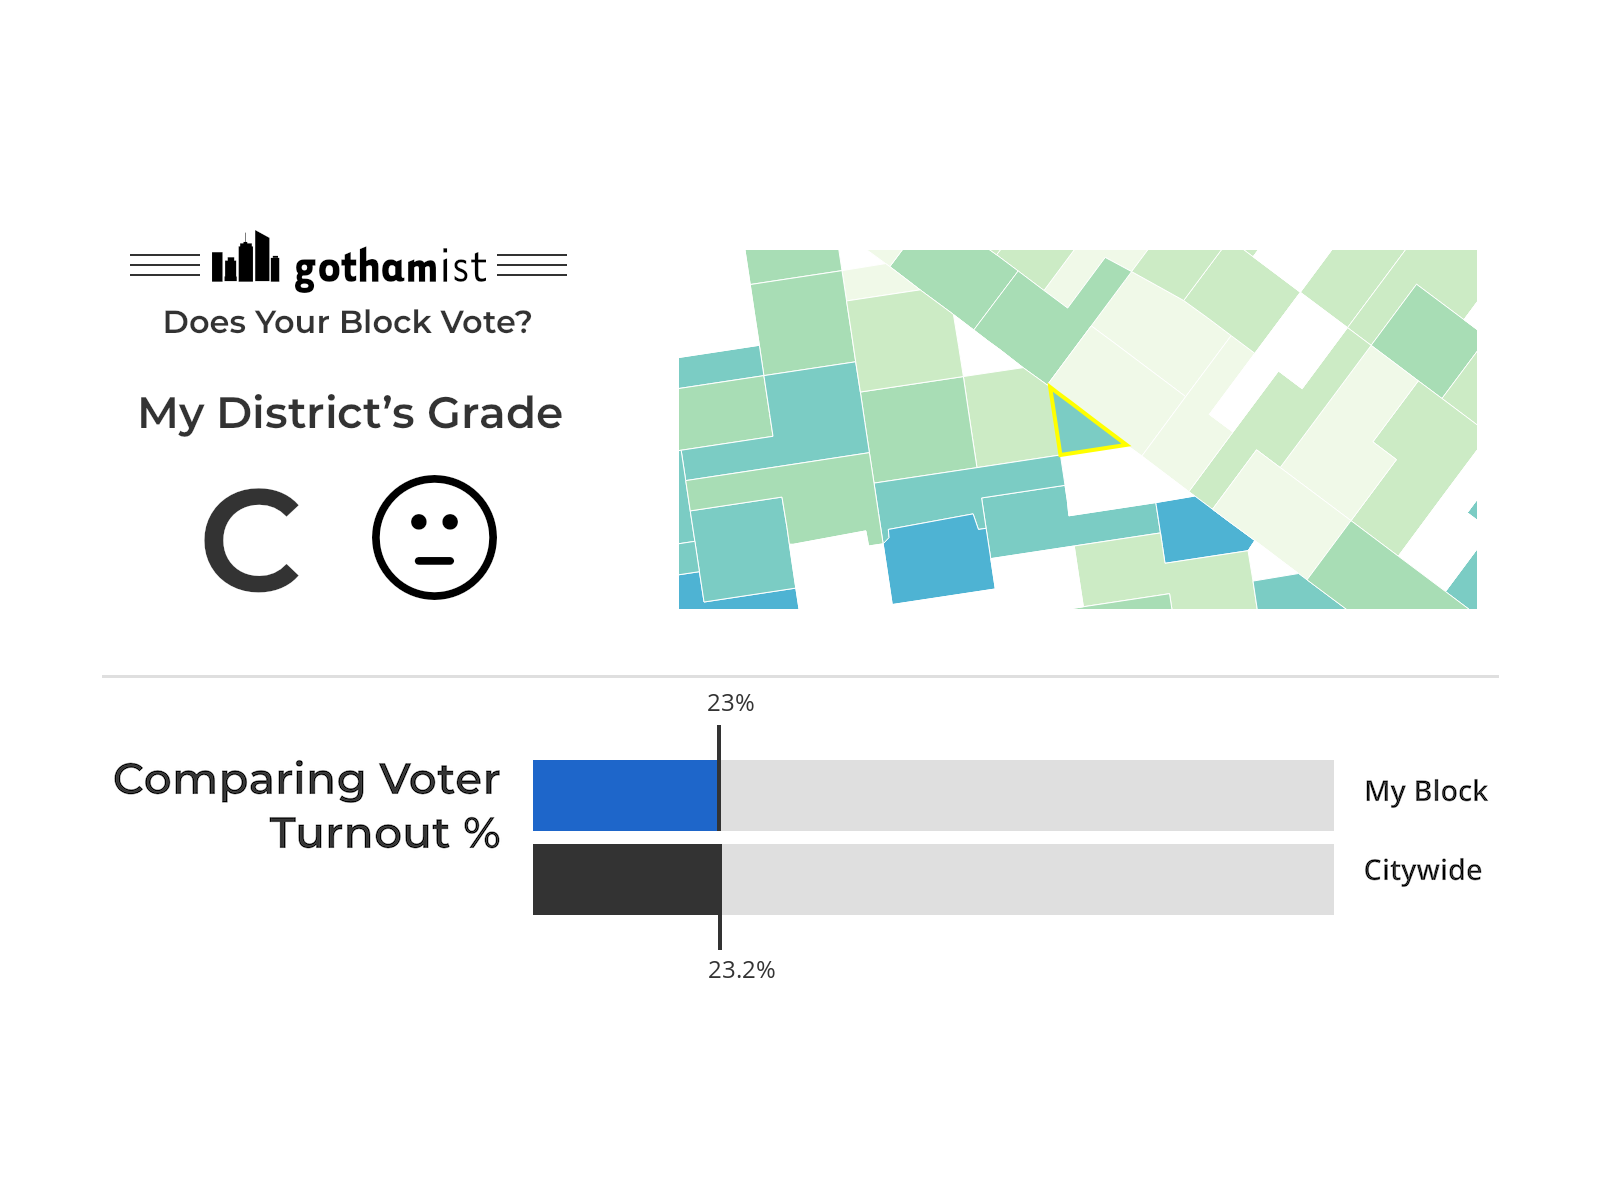 gothamist
Does Your Block Vote?
My District’s Grade
C
23%
Comparing Voter
Turnout %
My Block
Citywide
23.2%